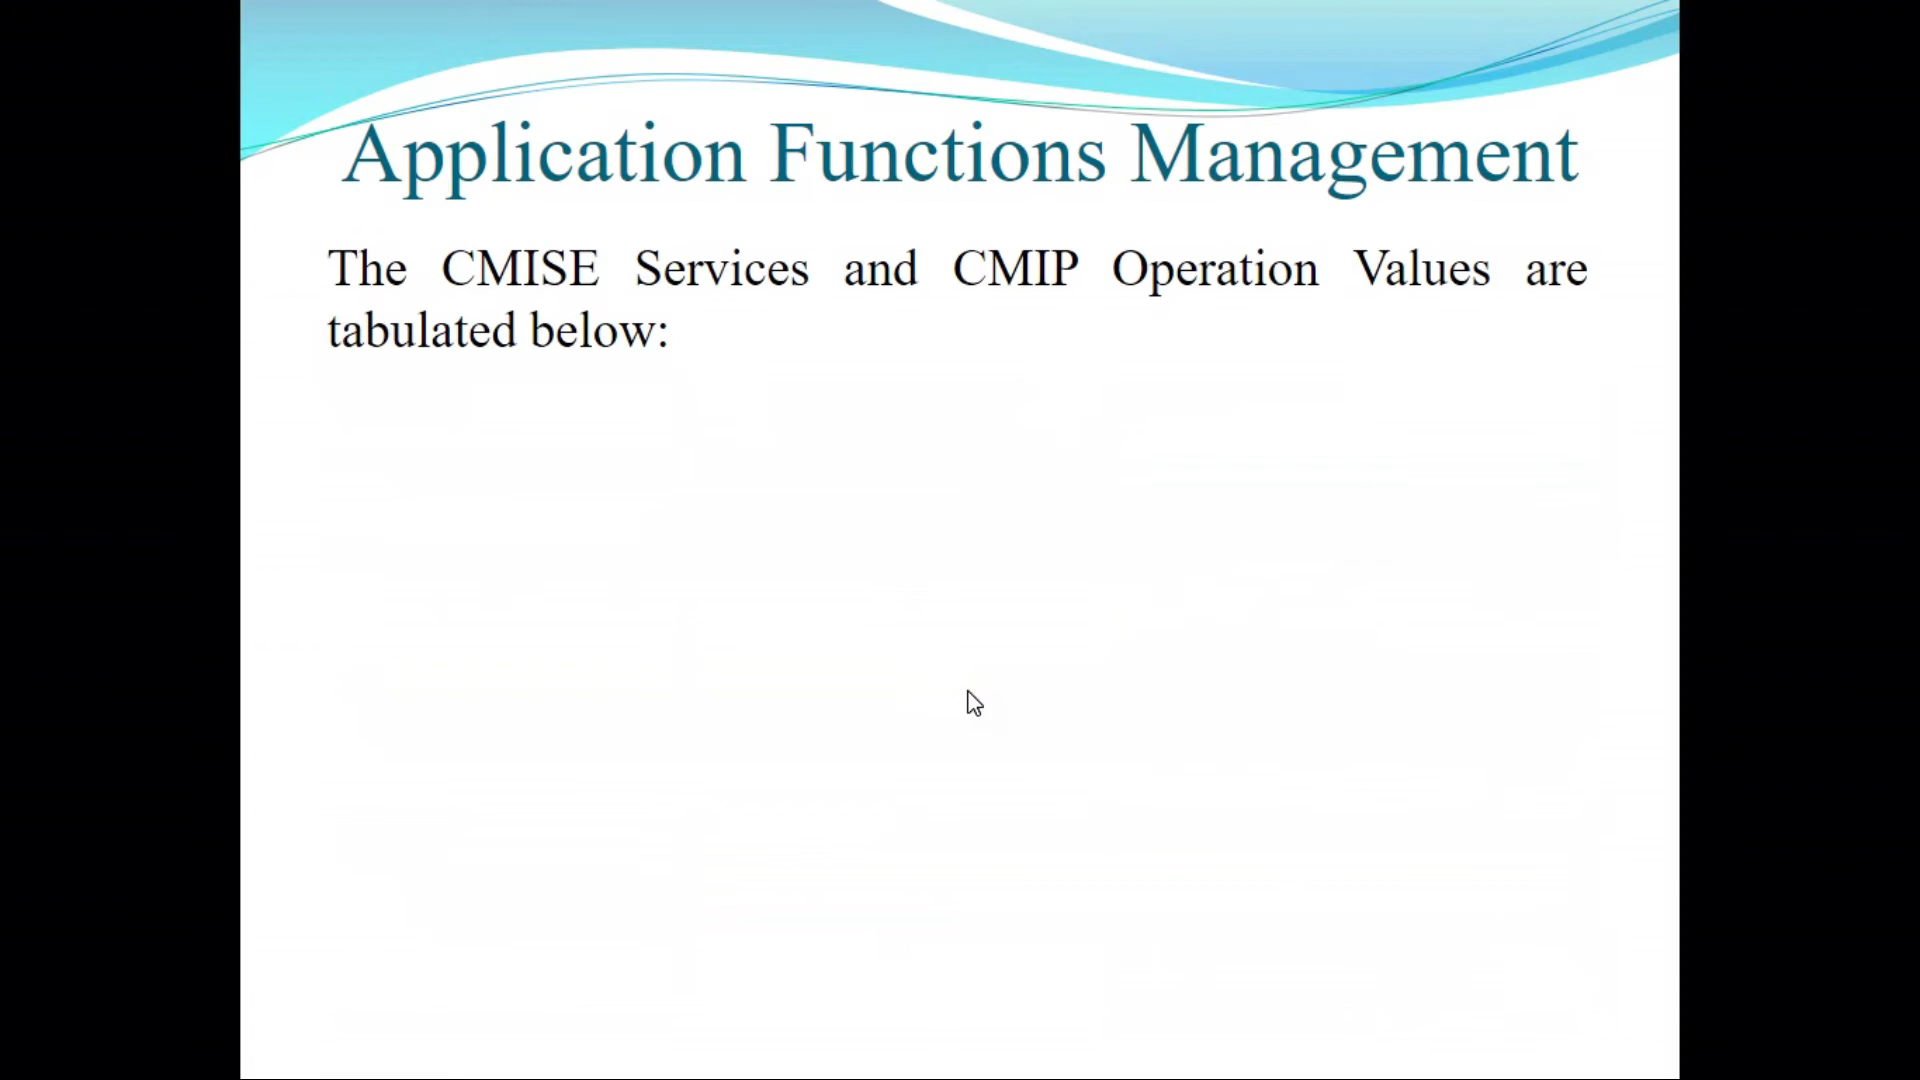 Application Functions Management
The CMISE Services and CMIP Operation Values are
tabulated below: